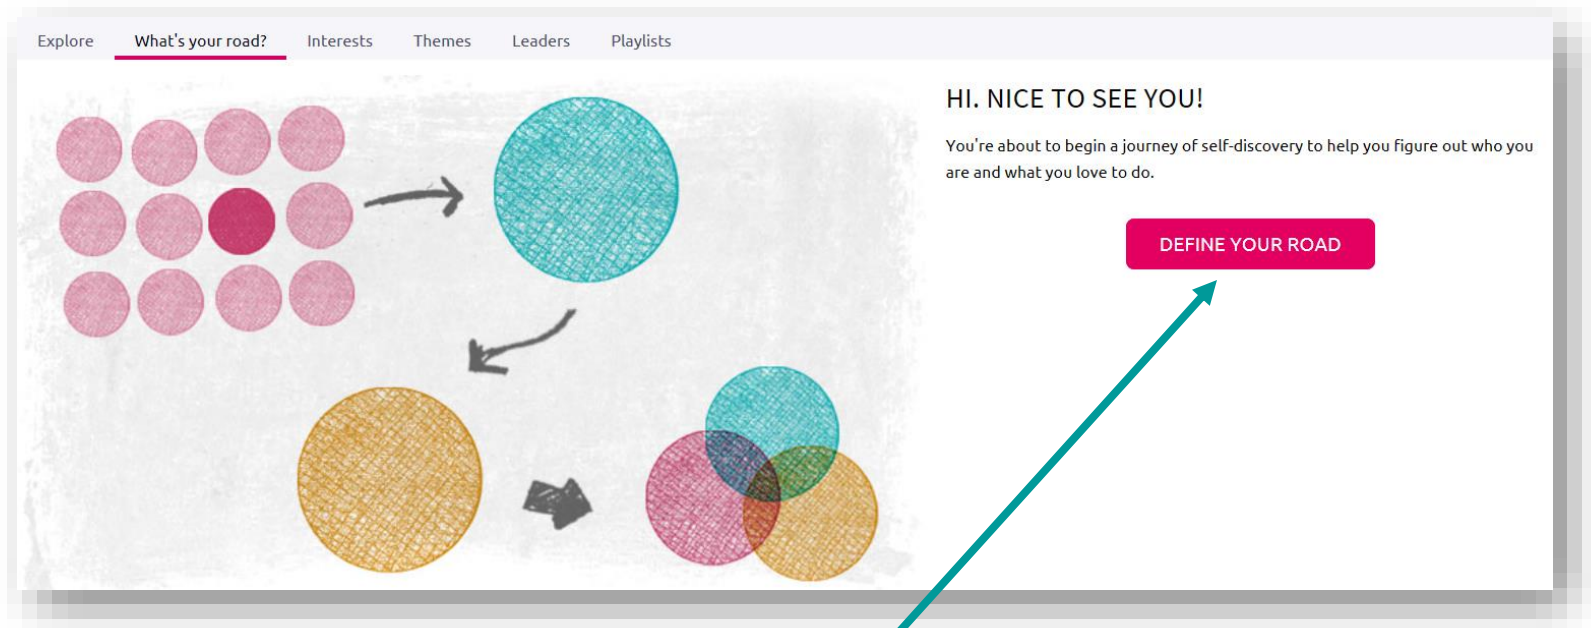 Explore
What's your road?
Interests
Themes
Leaders
Playlists
HI. NICE TO SEE YOU!
You're about to begin a journey of self-discovery to help you figure out who you
are and what you love to do.
DEFINE YOUR ROAD